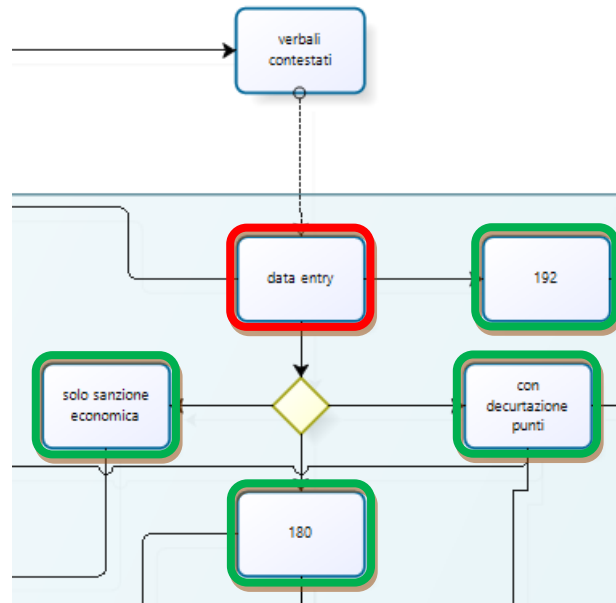 verbali
contestati
data entry
192
solo sanzione
economica
con
decurtazione
punti
180